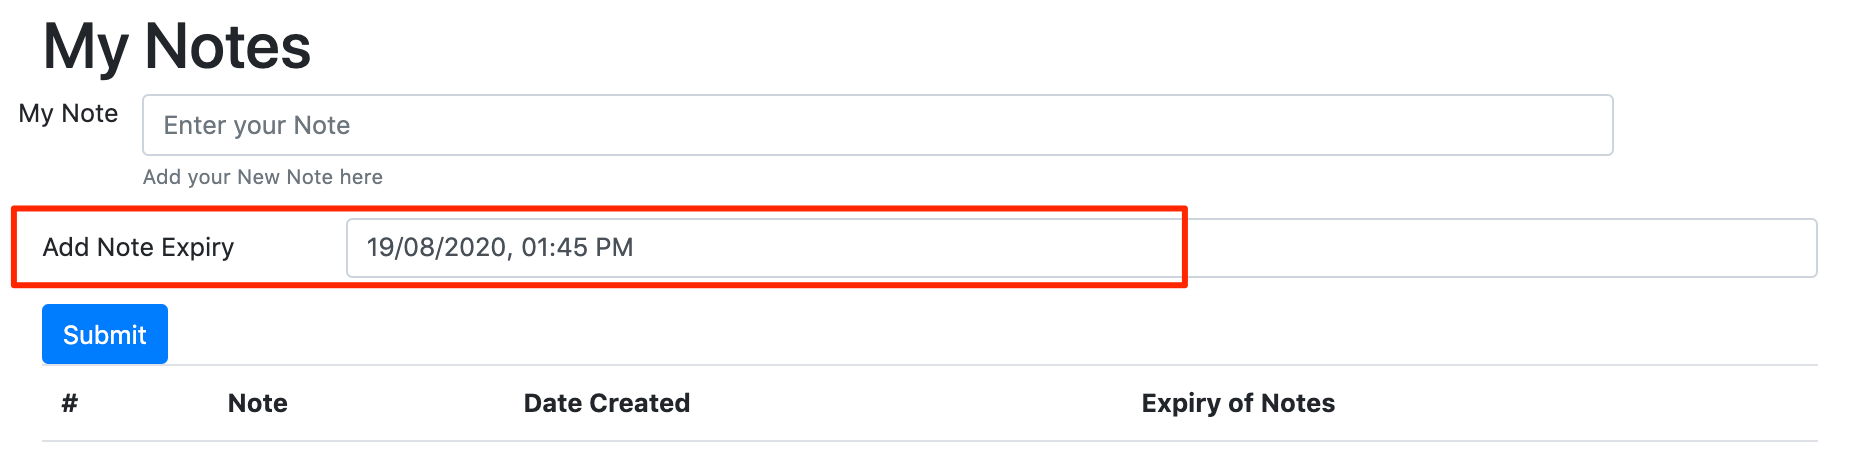 My Notes
My Note
Enter your Note
Add your New Note here
Add Note Expiry 19/08/2020, 01:45 PM
Submit
# Note Date Created Expiry of Notes